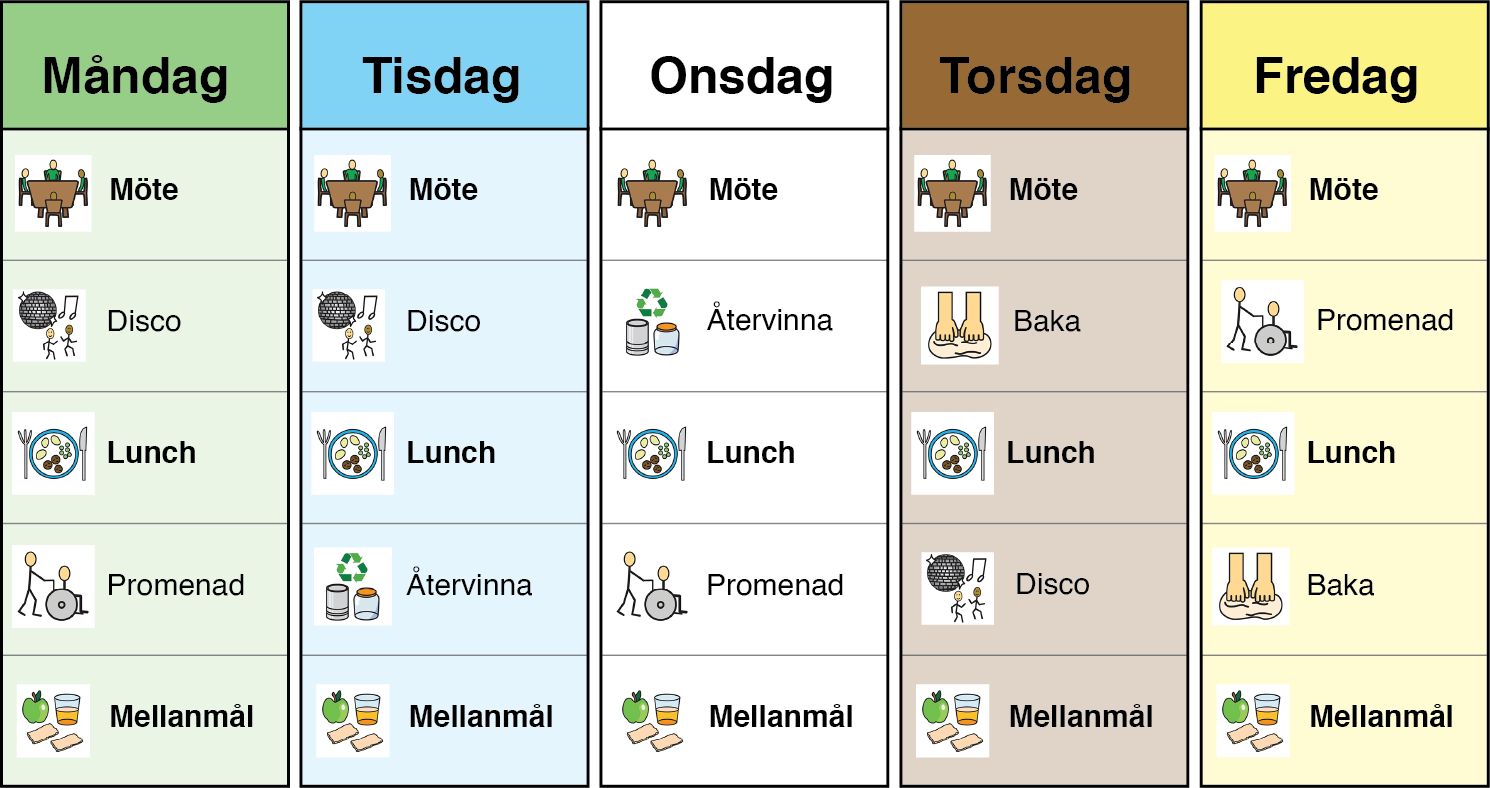 Måndag Tisdag Onsdag Torsdag Fredag
Möte Möte Möte Möte Möte
Disco Disco Återvinna Baka Promenad
Lunch Lunch Lunch Lunch Lunch
Promenad Återvinna Promenad Disco Baka
Mellanmål Mellanmål Mellanmål Mellanmål Mellanmål